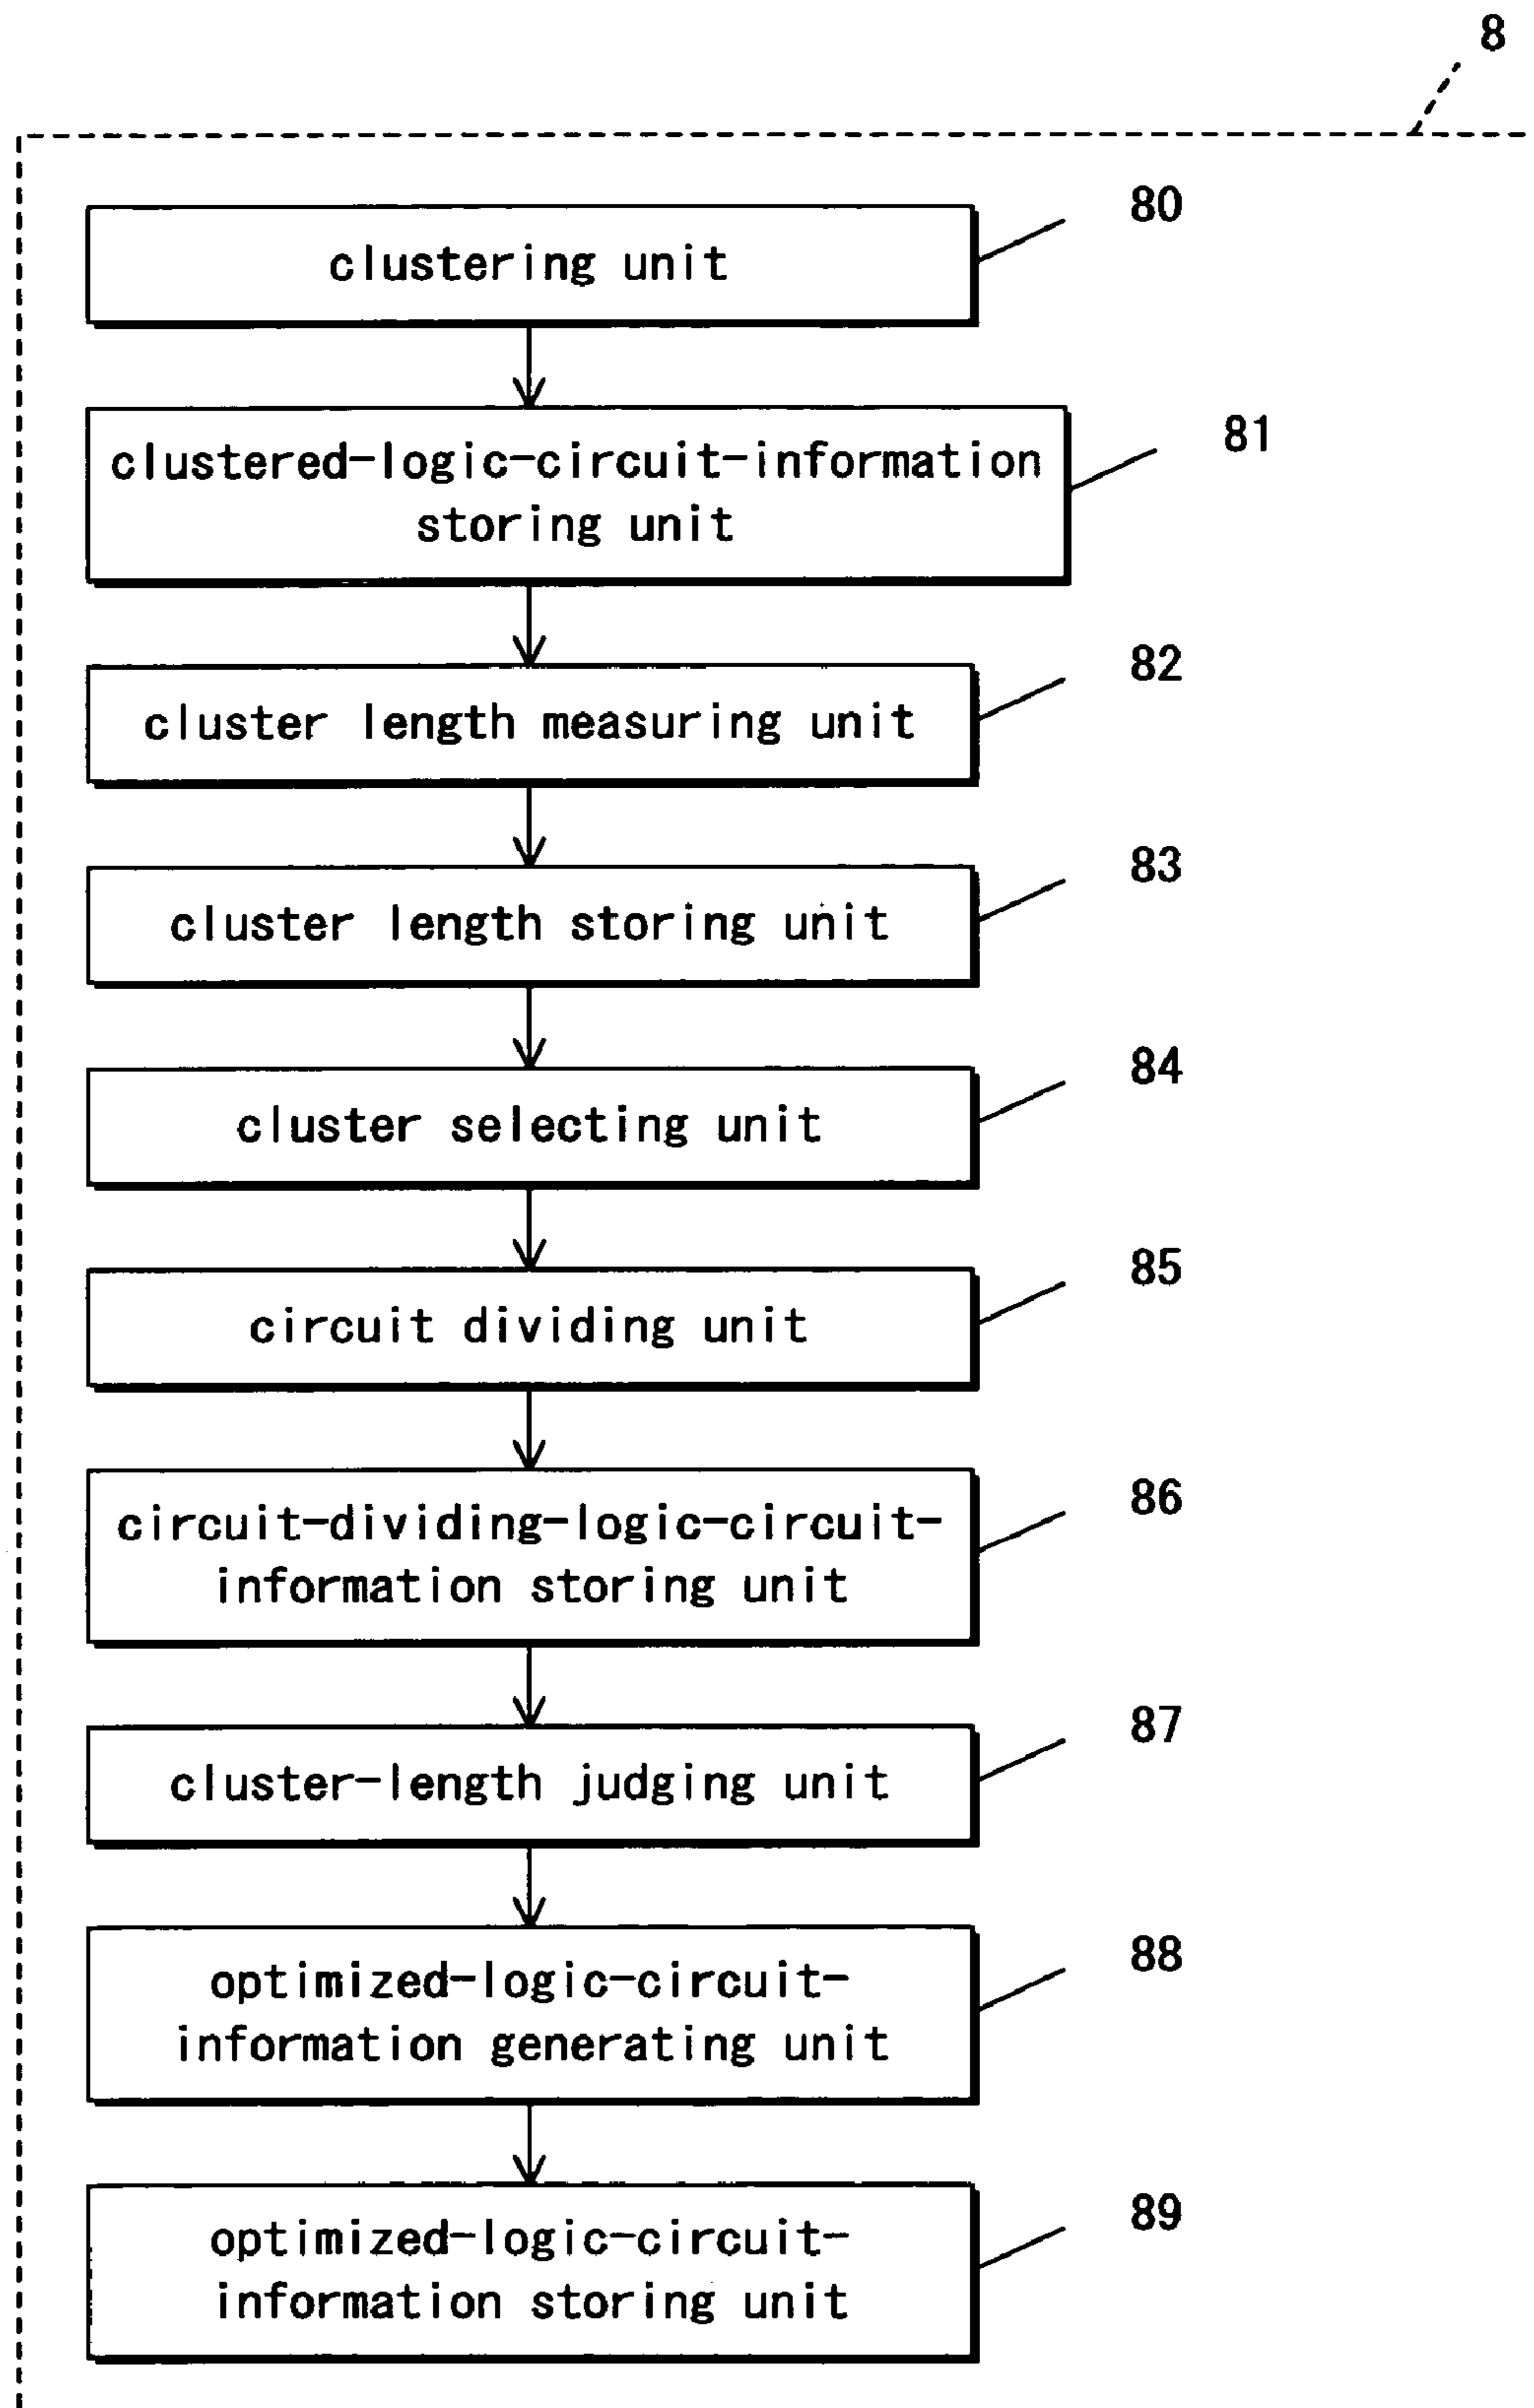 8
80
clustering unit
81
clustered-logic-circuit-information
storing unit
82
cluster length measuring unit
83
cluster length storing unit
84
cluster selecting unit
85
circuit dividing unit
86
circuit-dividing-logic-circuit-
information storing unit
87
cluster-length judging unit
88
optimized-logic-circuit-
information generating unit
89
optimized-logic-circuit-
information storing unit